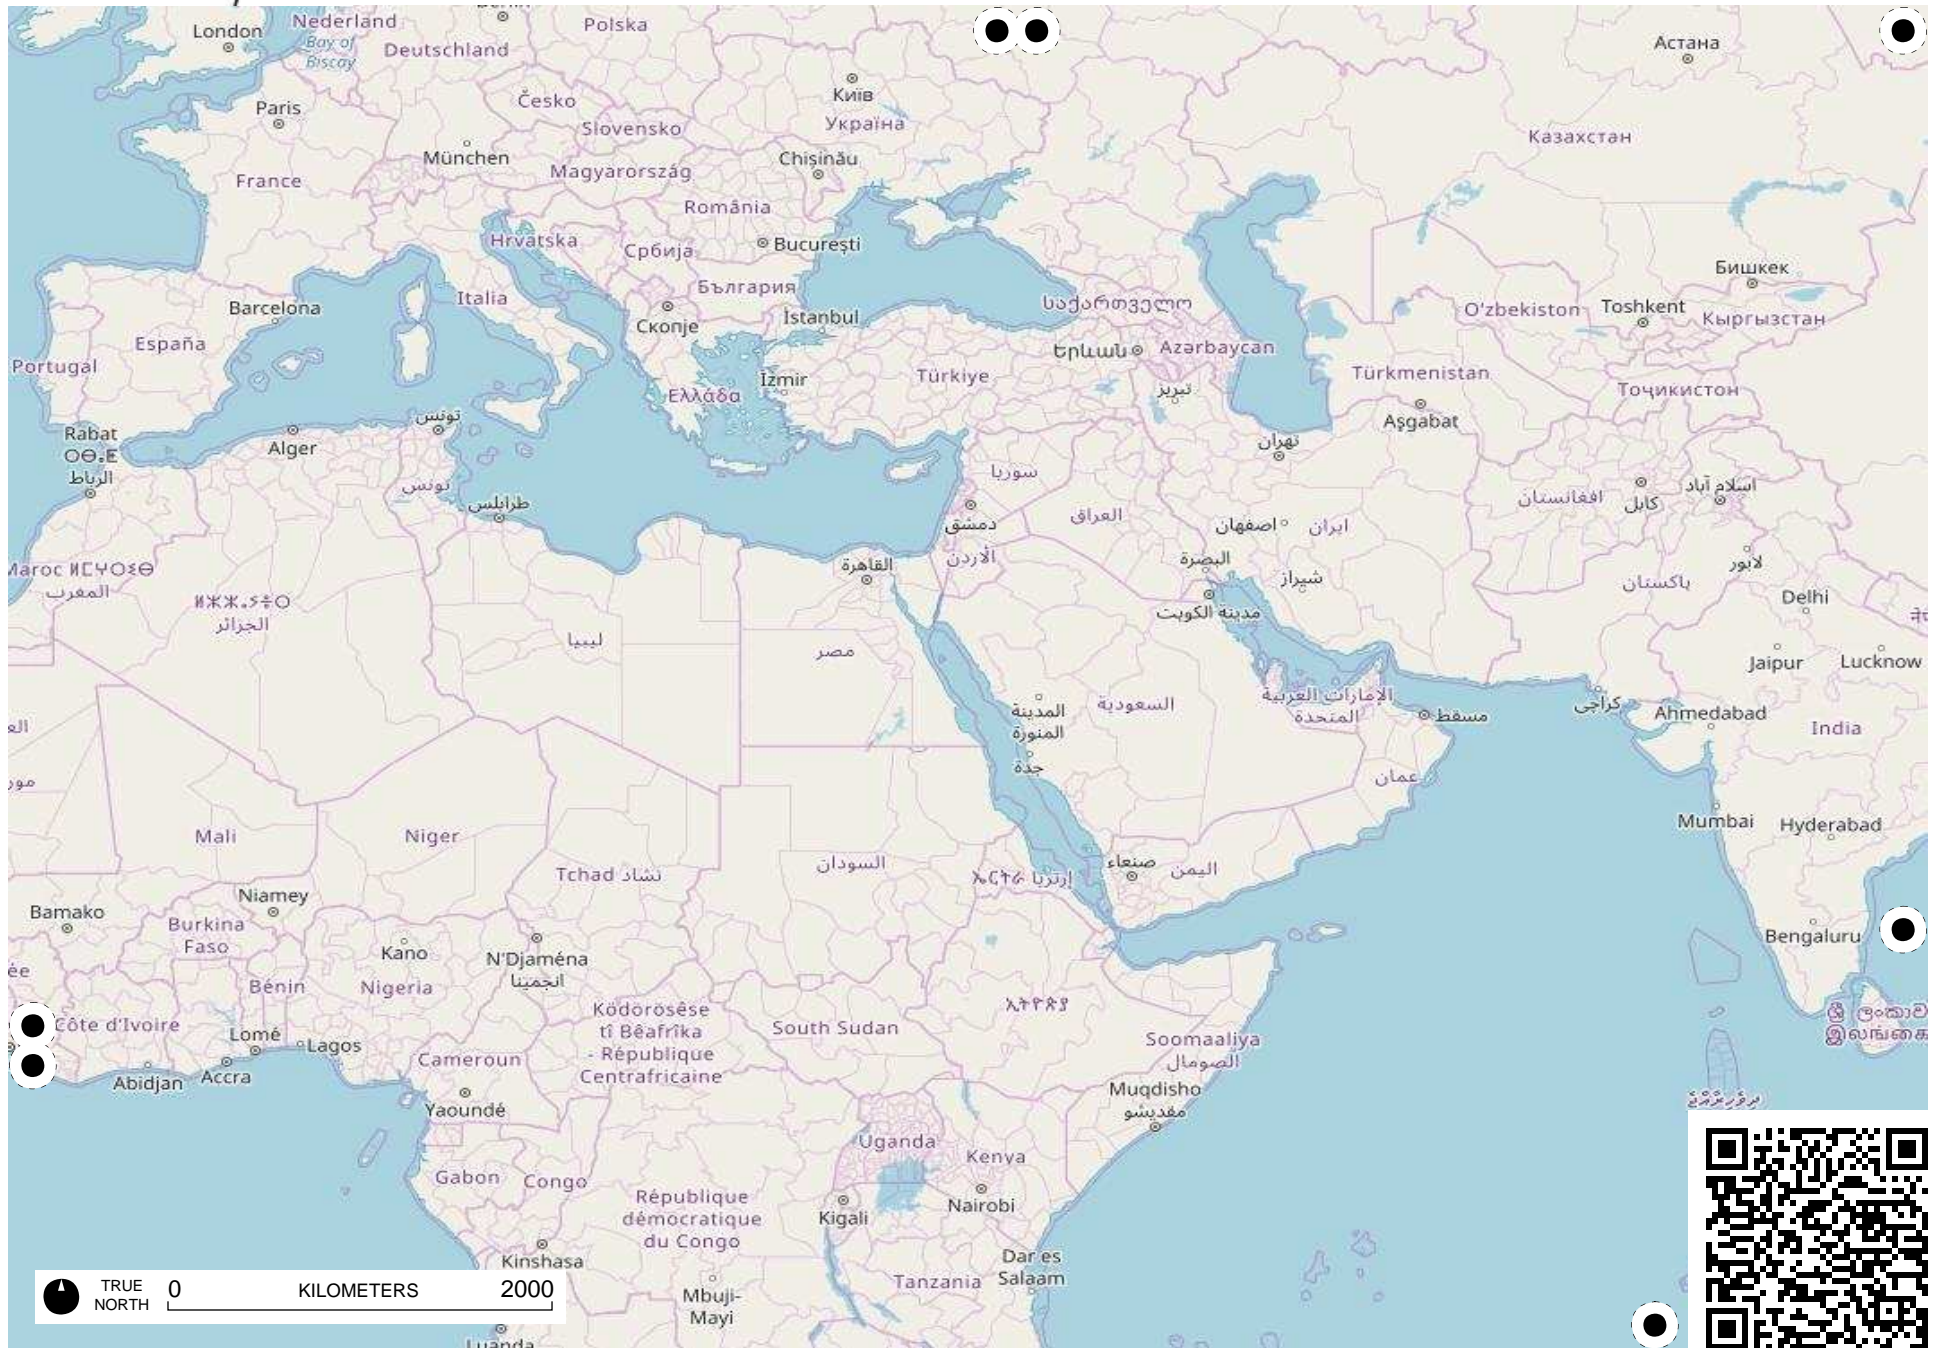 London
Nederland
Bay of
Biscay
Deutschland
Polska
Астана
Paris
Česko
Київ
Україна
Slovensko
Казахстан
München
Chișinău
France
Magyarország
România
Hrvatska
Србија
București
Бишкек
България
Italia
Barcelona
Скопје
İstanbul
საქართველო
Oʻzbekiston
Toshkent
Кыргызстан
España
Portugal
Երևան
Azərbaycan
Türkiye
İzmir
Ελλάδα
تبریز
Türkmenistan
Тоҷикистон
Aşgabat
تونس
Rabat
ⵔⴱⴰⵟ
الرباط
Alger
تهران
سوريا
تونس
طرابلس
دمشق
العراق
اصفهان
ایران
افغانستان
کابل
اسلام آباد
الأردن
القاهرة
البصرة
شیراز
لاہور
Maroc ⵍⵎⵖⵔⵉⴱ
المغرب
ⵍⵣⵣⴰⵢⴻⵔ
الجزائر
مدينة الكويت
پاکستان
Delhi
ليبيا
مصر
Jaipur
Lucknow
المدينة
المنورة
السعودية
الإمارات العربية
المتحدة
مسقط
کراچی
Ahmedabad
India
جدة
عمان
Mali
Niger
Mumbai
Hyderabad
Tchad تشاد
السودان
ኤርትራ إرتريا
صنعاء
اليمن
Niamey
Bamako
Burkina
Faso
Kano
N'Djaména
انجمينا
Bengaluru
Bénin
Nigeria
ኢትዮጵያ
Ködörösêse
tî Bêafrîka
- République
Centrafricaine
South Sudan
Côte d'Ivoire
Lomé
Lagos
Abidjan
Accra
Cameroun
Soomaaliya
الصومال
ශ්‍රී ලංකාව
இலங்கை
Yaoundé
Muqdisho
مقديشو
ދިވެހިރާއްޖެ
Uganda
Kenya
Gabon
Congo
République
démocratique
du Congo
Kigali
Nairobi
Kinshasa
Dar es
Salaam
Tanzania
Mbuji-
Mayi
Luanda
TRUE
NORTH
0 KILOMETERS 2000